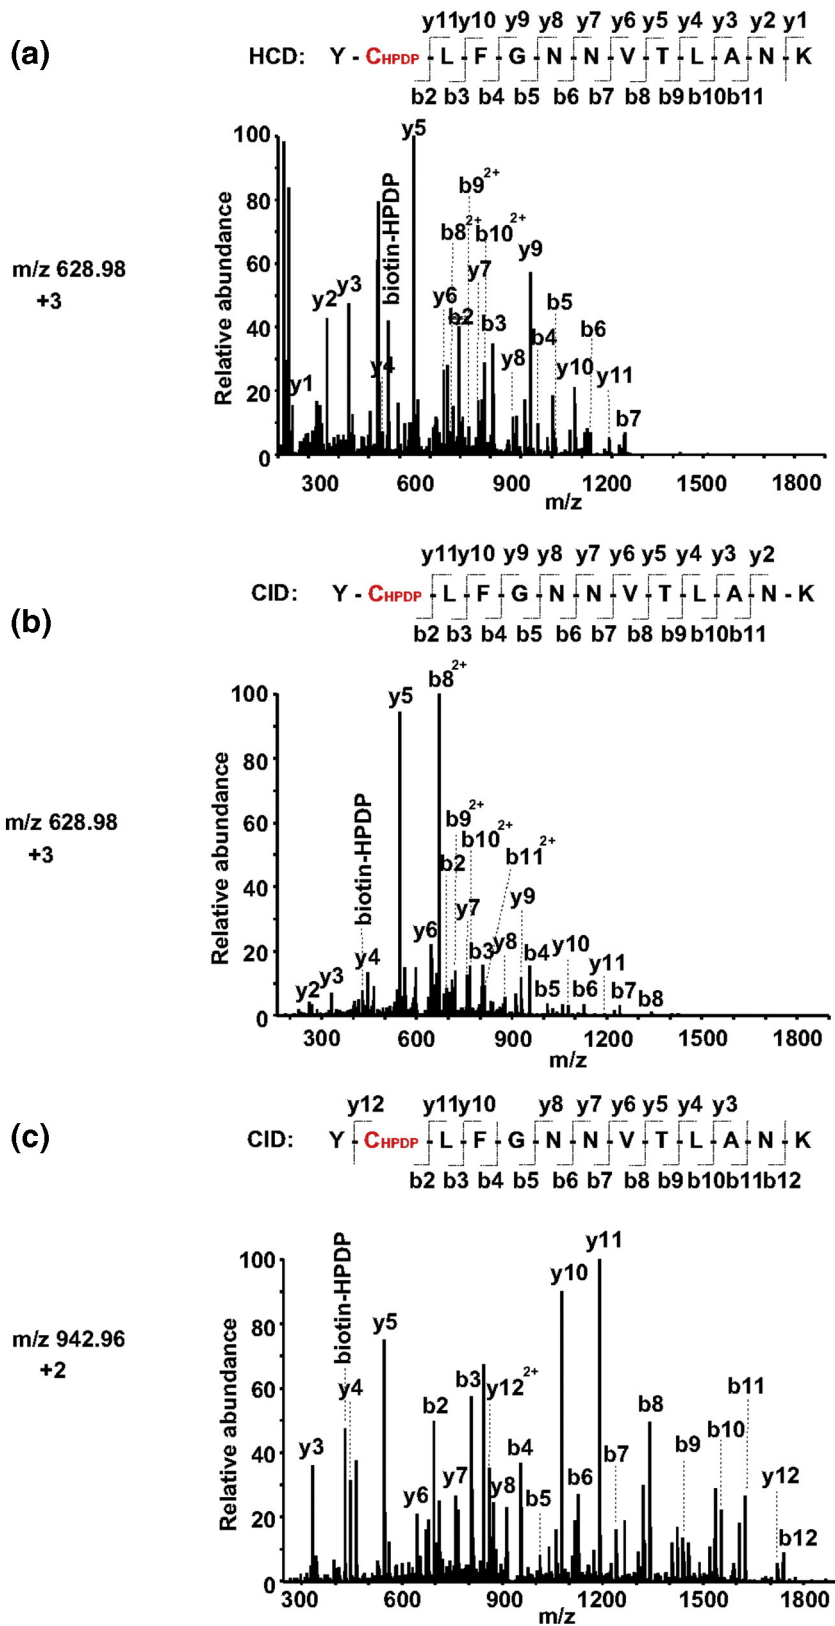 (a)
y11 y10 y9 y8 y7 y6 y5 y4 y3 y2 y1
HCD: Y - CHPDP - L - F - G - N - N - V - T - L - A - N - K
b2 b3 b4 b5 b6 b7 b8 b9 b10 b11
m/z 628.98
+3
Relative abundance
100
80
60
40
20
0
y1
y2
y3
y4
biotin-HPDP
y5
y6
b2
b8 2+
b9 2+
y7
b10 2+
b3
y8
y9
b4
b5
y10
b6
y11
b7
300 600 900 1200 1500 1800
m/z
(b)
y11 y10 y9 y8 y7 y6 y5 y4 y3 y2
CID: Y - CHPDP - L - F - G - N - N - V - T - L - A - N - K
b2 b3 b4 b5 b6 b7 b8 b9 b10 b11
m/z 628.98
+3
Relative abundance
100
80
60
40
20
0
y2
y3
biotin-HPDP
y4
y5
y6
b8 2+
b2
b9 2+
y7
b10 2+
b3
b11 2+
y8
y9
b4
b5
y10
b6
y11
b7
b8
300 600 900 1200 1500 1800
m/z
(c)
y12 y11 y10 y8 y7 y6 y5 y4 y3
CID: Y - CHPDP - L - F - G - N - N - V - T - L - A - N - K
b2 b3 b4 b5 b6 b7 b8 b9 b10 b11 b12
m/z 942.96
+2
Relative abundance
100
80
60
40
20
0
y3
biotin-HPDP
y4
y5
y6
b2
y7
b3
y12 2+
y8
b4
b5
y10
b6
y11
b7
b8
b9
b10
b11
y12
b12
300 600 900 1200 1500 1800
m/z